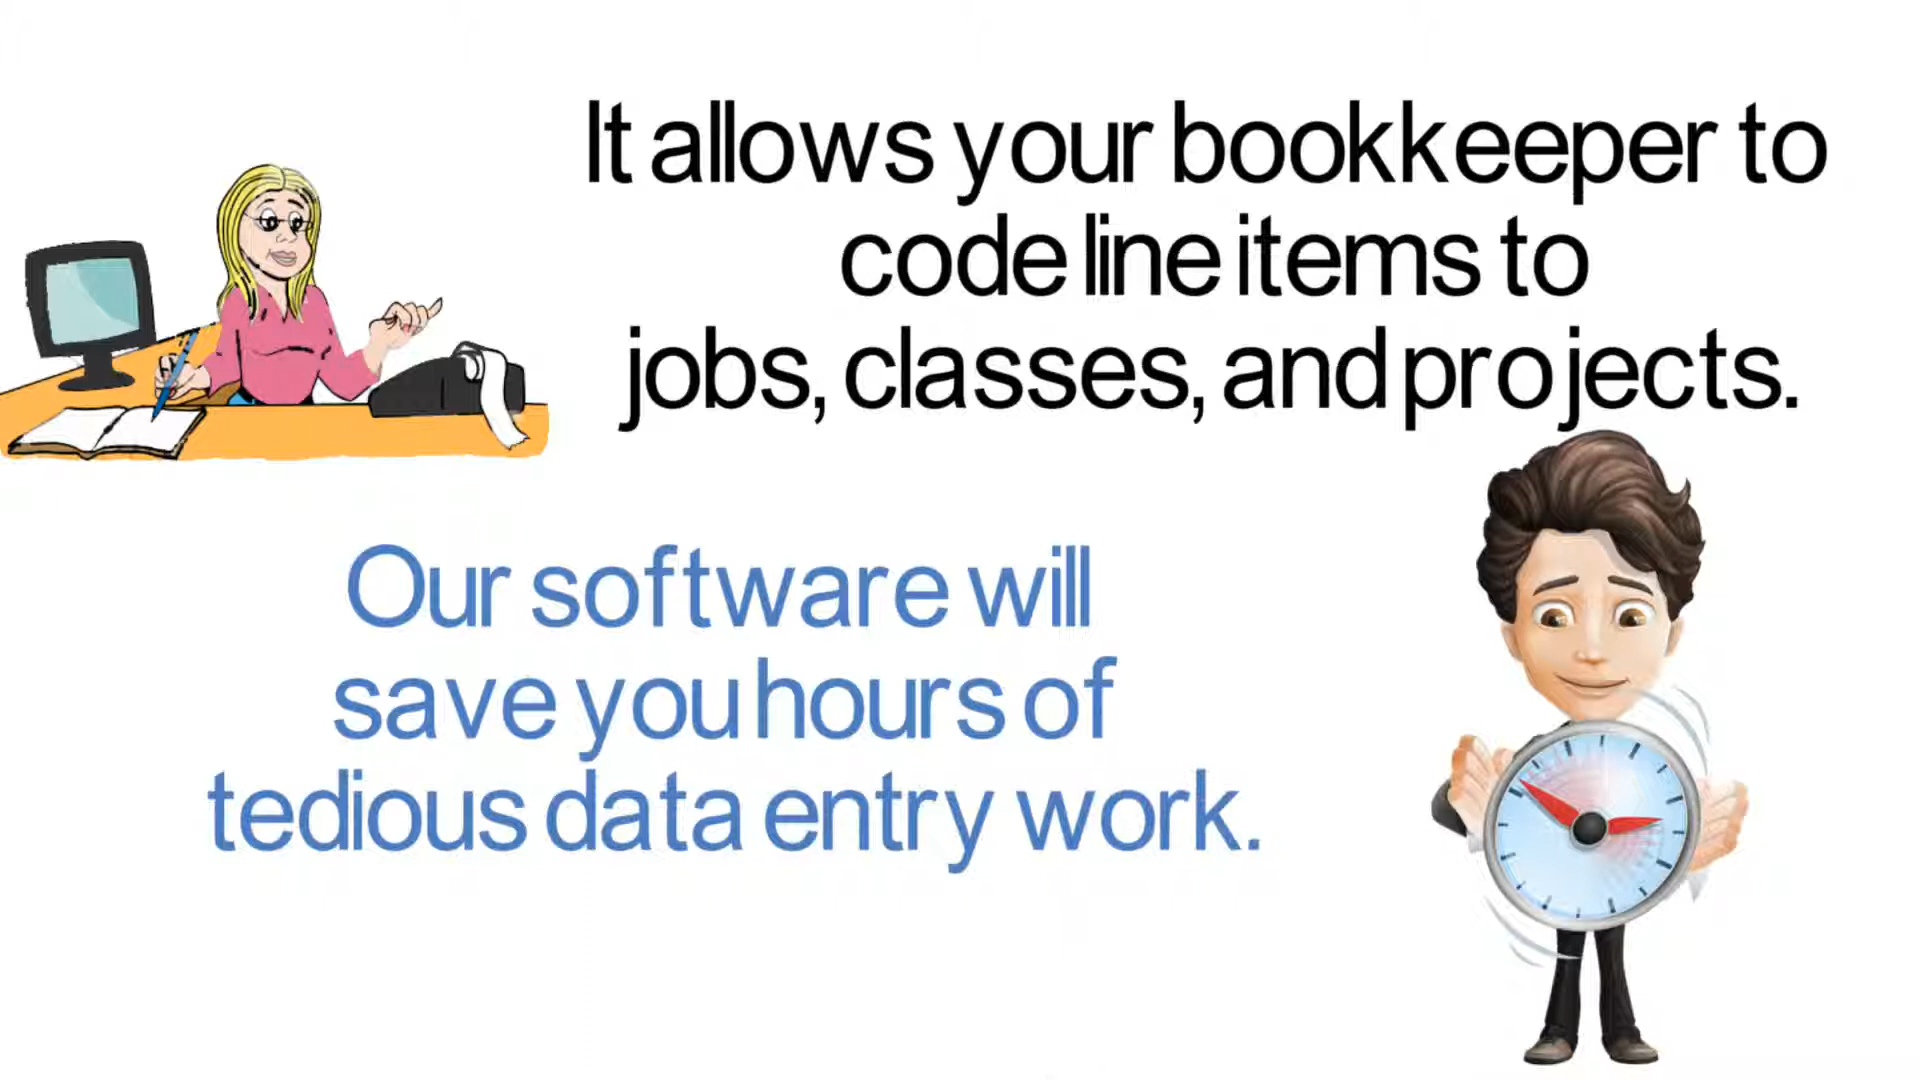 It allows your bookkeeper to
code line items to
jobs, classes, and projects.
Our software will
save you hours of
tedious data entry work.